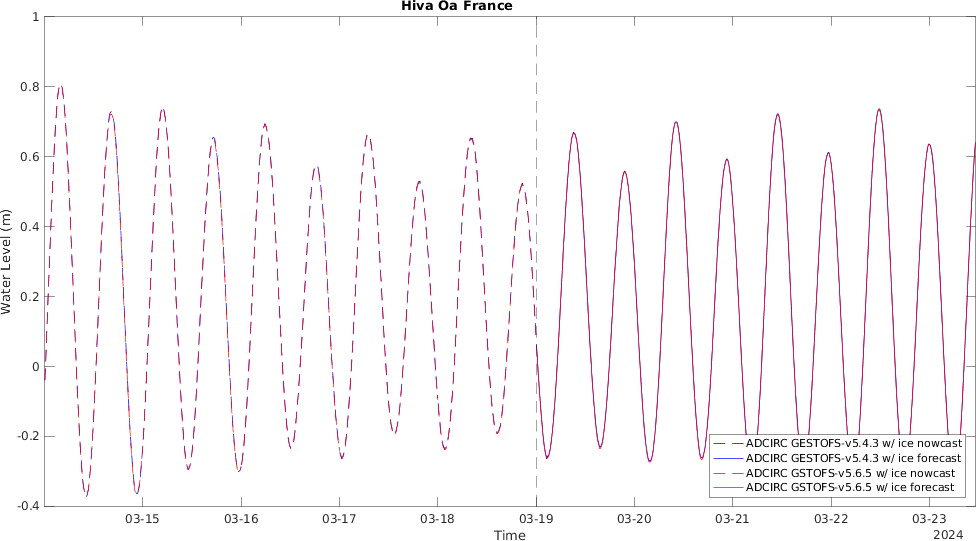 Hiva Oa France
1
0.8
0.6
0.4
0.2
0
-0.2
-0.4
Water Level (m)
ADCIRC GESTOFS-v5.4.3 w/ ice nowcast
ADCIRC GESTOFS-v5.4.3 w/ ice forecast
ADCIRC GSTOFS-v5.6.5 w/ ice nowcast
ADCIRC GSTOFS-v5.6.5 w/ ice forecast
03-15 03-16 03-17 03-18 03-19 03-20 03-21 03-22 03-23
Time
2024